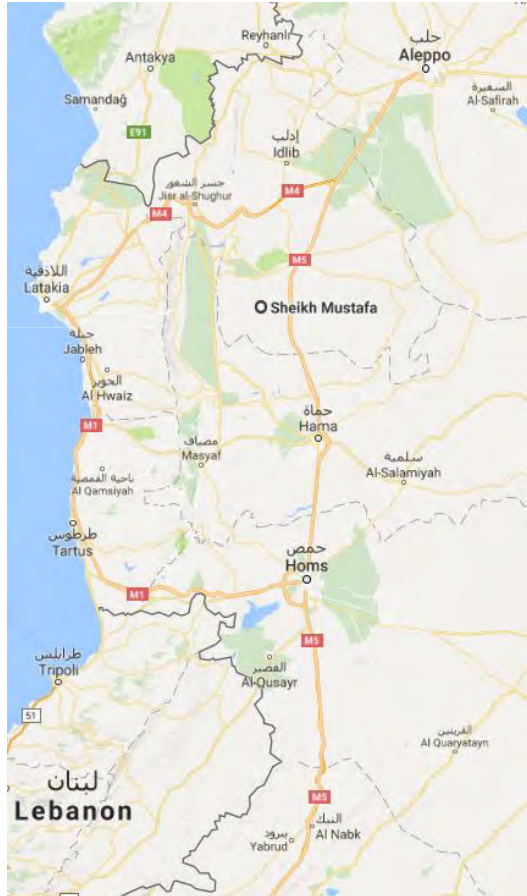 Reyhanlı
حلب
Aleppo
Antakya
السفيرة
Al-Safirah
Samandağ
E91
إدلب
Idlib
جسر الشغور
Jisr al-Shughur
M4
M4
M5
اللاذقية
Latakia
Sheikh Mustafa
جبلة
Jableh
الحوير
Al Hwaiz
حماة
Hama
M1
مصياف
Masyaf
سلمية
Al-Salamiyah
ناحية القمصية
Al Qamsiyah
طرطوس
Tartus
حمص
Homs
M1
M5
طرابلس
Tripoli
القصير
Al-Qusayr
51
القريتين
Al Quaryatayn
لبنان
Lebanon
M5
النبك
Al Nabk
يبرود
Yabrud